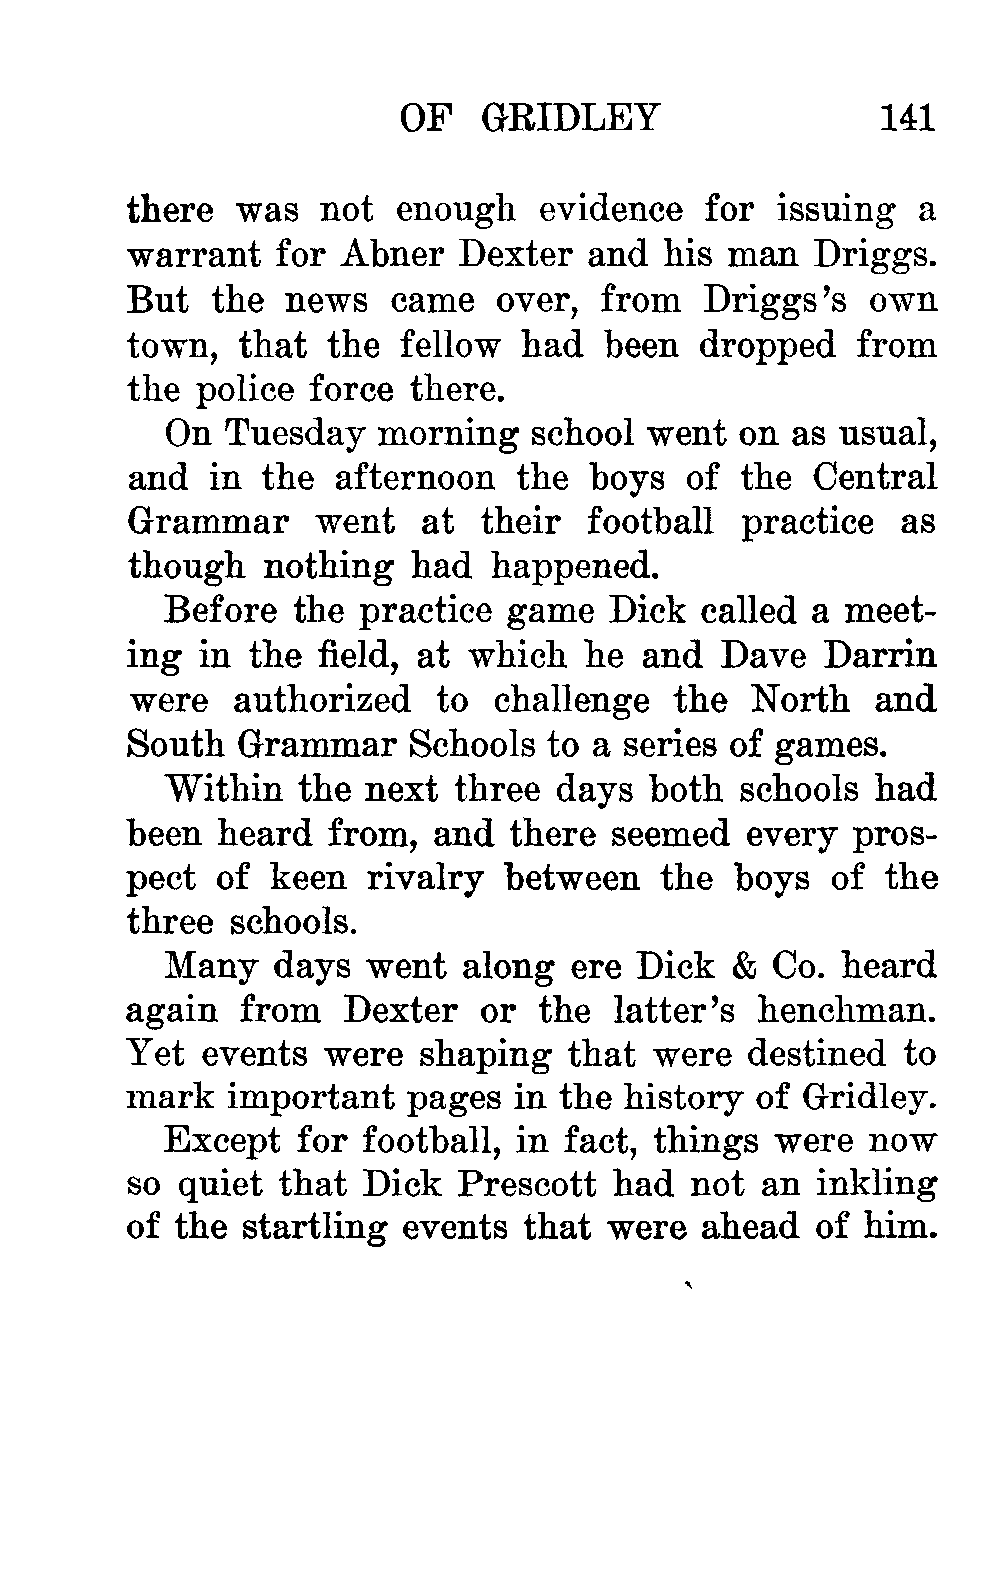 OF GRIDLEY 141
there was not enough evidence for issuing a
warrant for Abner Dexter and his man Driggs.
But the news came over, from Driggs's own
town, that the fellow had been dropped from
the police force there.
On Tuesday morning school went on as usual,
and in the afternoon the boys of the Central
Grammar went at their football practice as
though nothing had happened.
Before the practice game Dick called a meet-
ing in the field, at which he and Dave Darrin
were authorized to challenge the North and
South Grammar Schools to a series of games.
Within the next three days both schools had
been heard from, and there seemed every pros-
pect of keen rivalry between the boys of the
three schools.
Many days went along ere Dick & Co. heard
again from Dexter or the latter's henchman.
Yet events were shaping that were destined to
mark important pages in the history of Gridley.
Except for football, in fact, things were now
so quiet that Dick Prescott had not an inkling
of the startling events that were ahead of him.